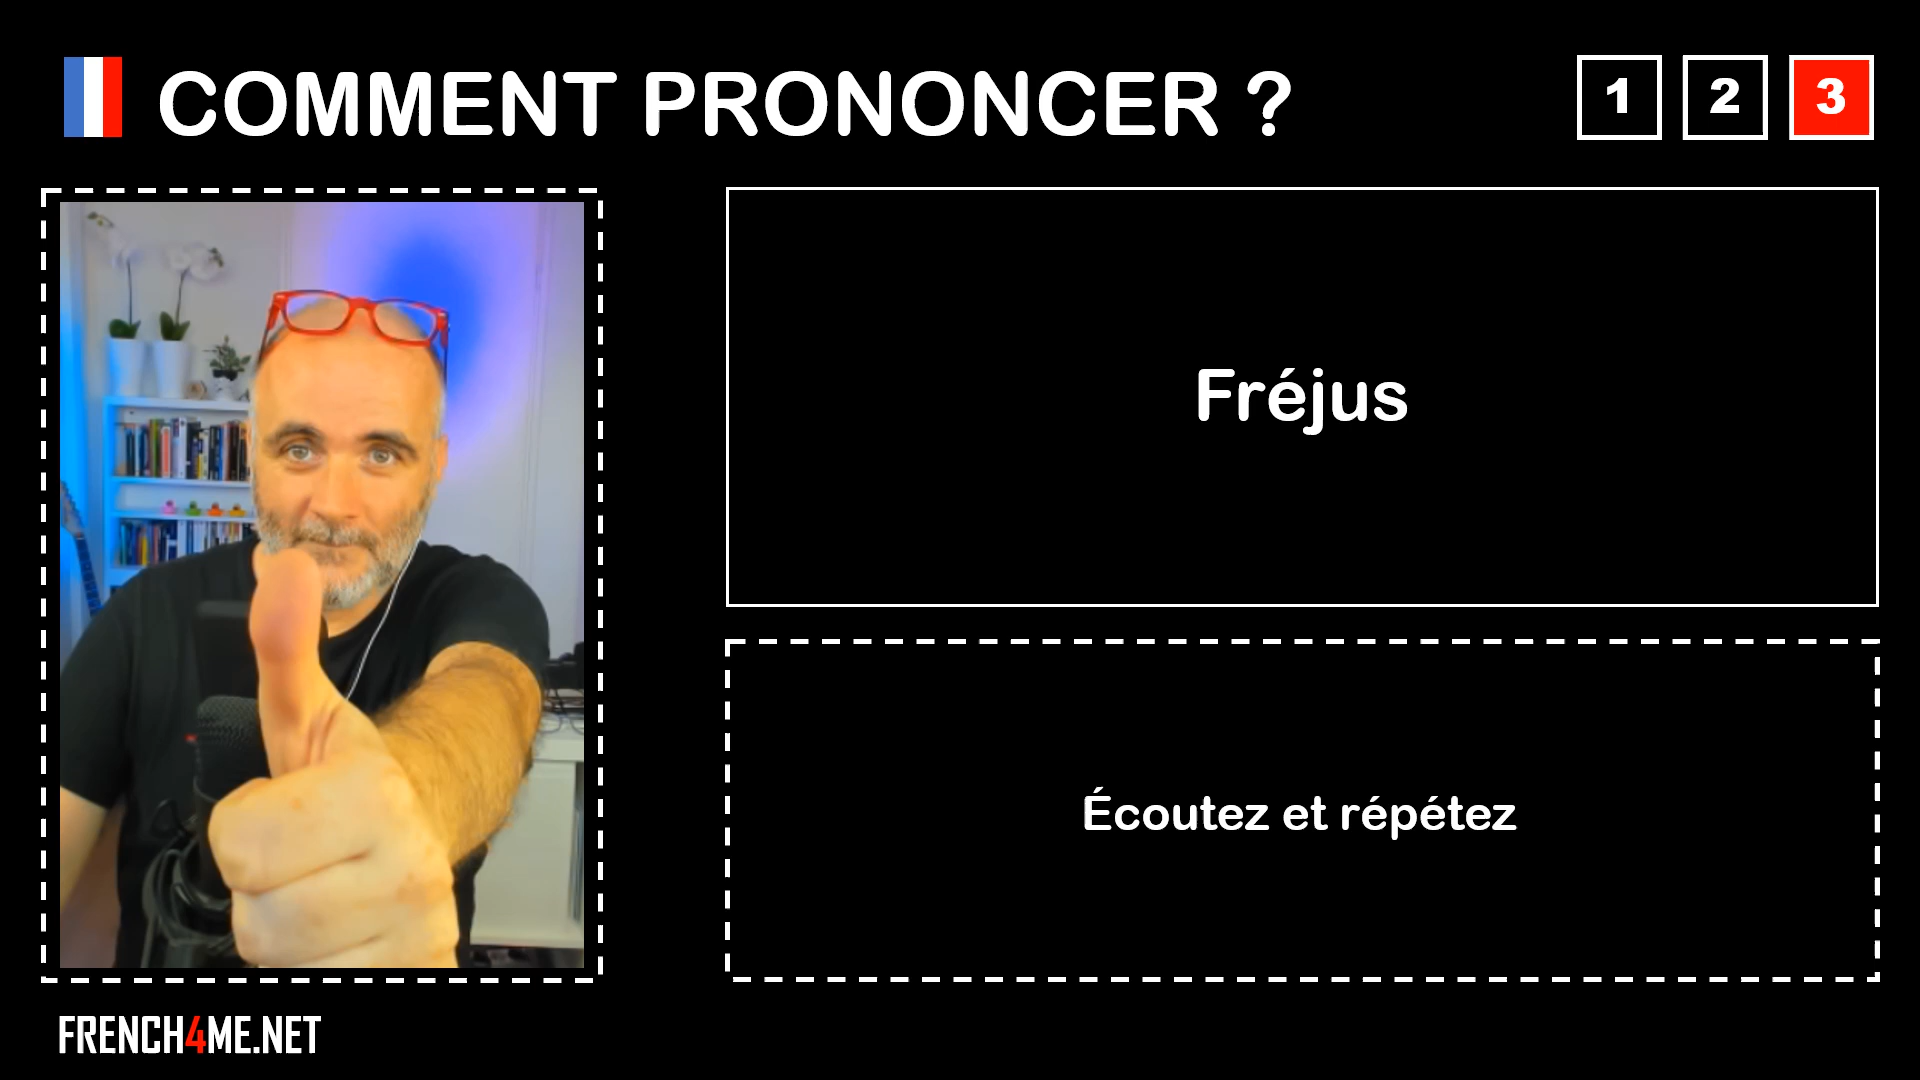 COMMENT PRONONCER ?
1 2 3
Fréjus
Écoutez et répétez
FRENCH4ME.NET